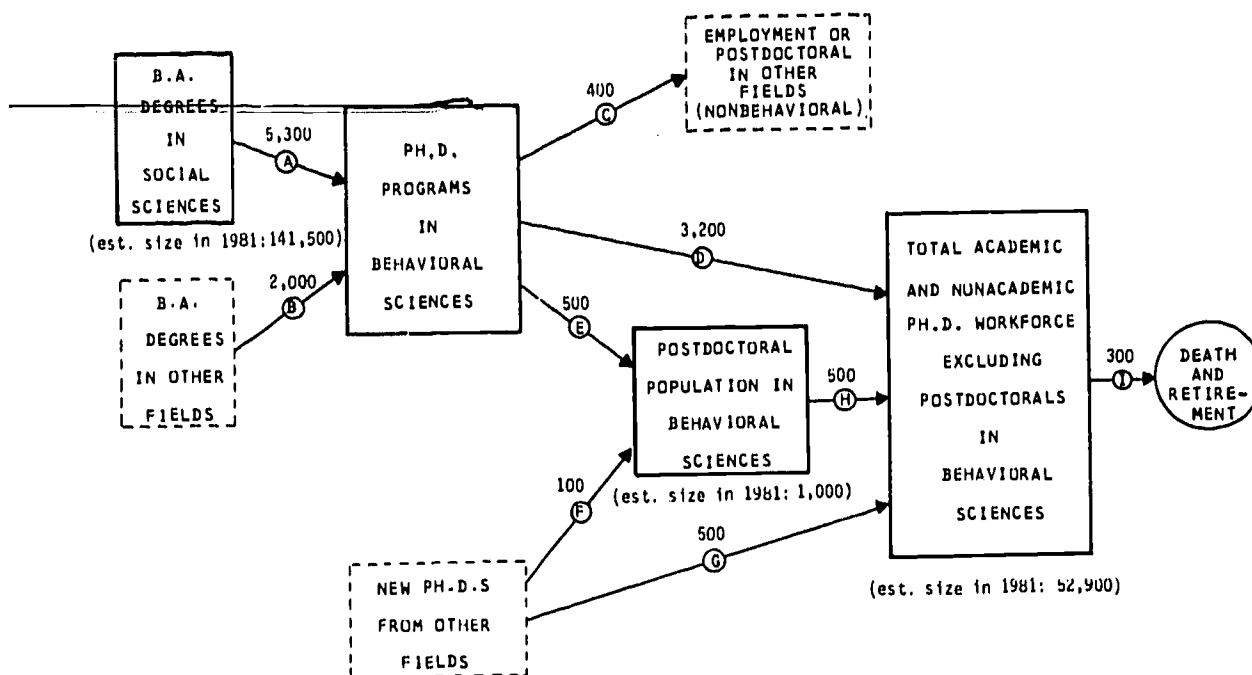 B.A.
DEGREES
IN
SOCIAL
SCIENCES
(est. size in 1981:141,500)
5,300
A
B.A.
DEGREES
IN OTHER
FIELDS
2,000
B
PH.D.
PROGRAMS
IN
BEHAVIORAL
SCIENCES
400
C
EMPLOYMENT OR
POSTDOCTORAL
IN OTHER
FIELDS
(NONBEHAVIORAL)
3,200
D
500
E
POSTDOCTORAL
POPULATION IN
BEHAVIORAL
SCIENCES
(est. size in 1981: 1,000)
100
F
NEW PH.D.S
FROM OTHER
FIELDS
500
G
500
H
TOTAL ACADEMIC
AND NUNACADEMIC
PH.D. WORKFORCE
EXCLUDING
POSTDOCTORALS
IN
BEHAVIORAL
SCIENCES
(est. size in 1981: 52,900)
300
I
DEATH
AND
RETIRE-
MENT